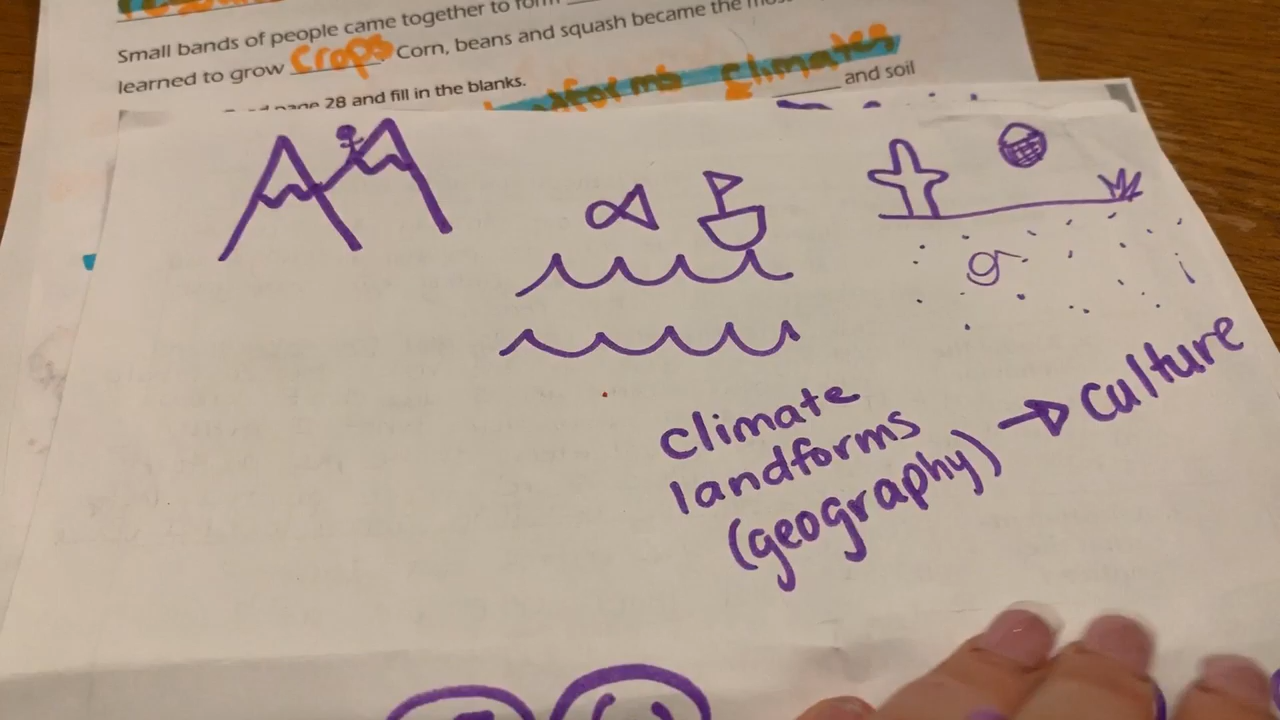 Small bands of people came together to form
learned to grow crops Corn, beans and squash became the
page 28 and fill in the blanks.
climates and soil
climate
landforms → culture
(geography)